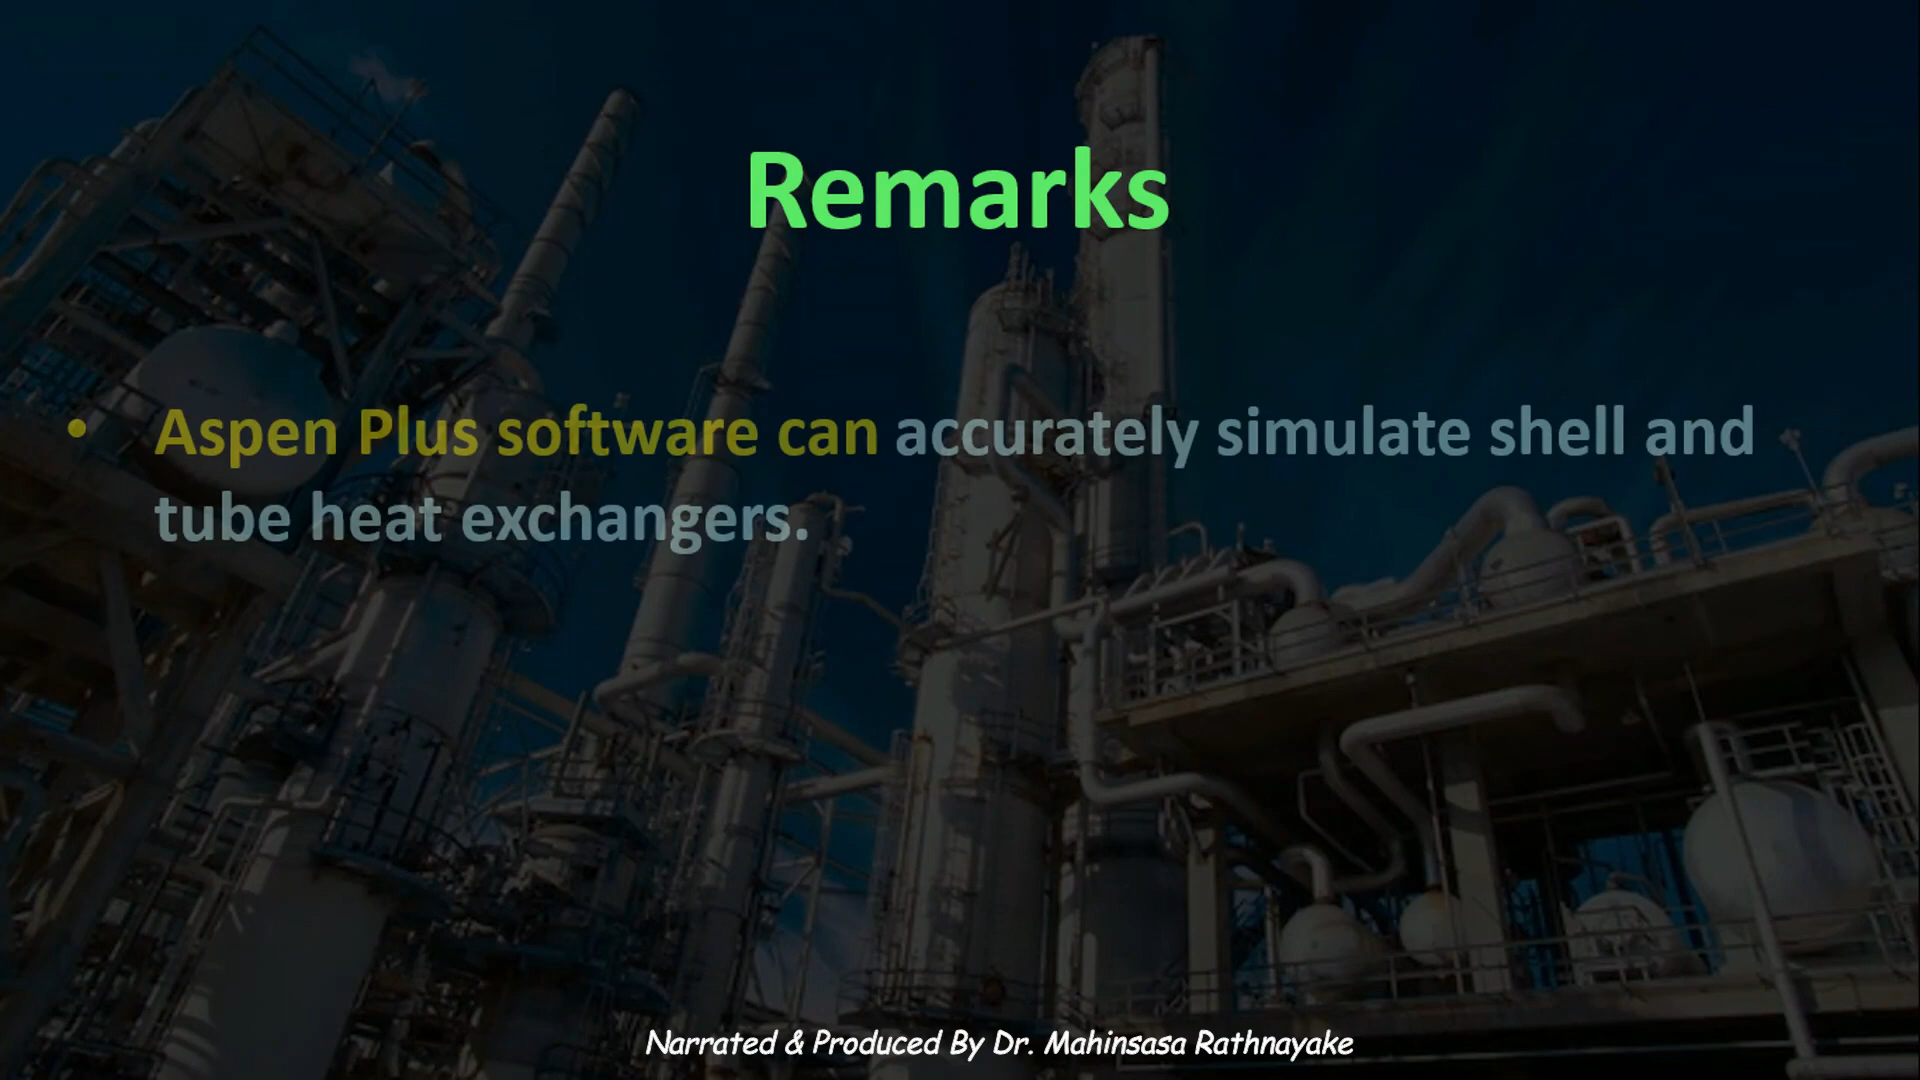 Remarks
• Aspen Plus software can accurately simulate shell and
tube heat exchangers.
Narrated & Produced By Dr. Mahinsasa Rathnayake